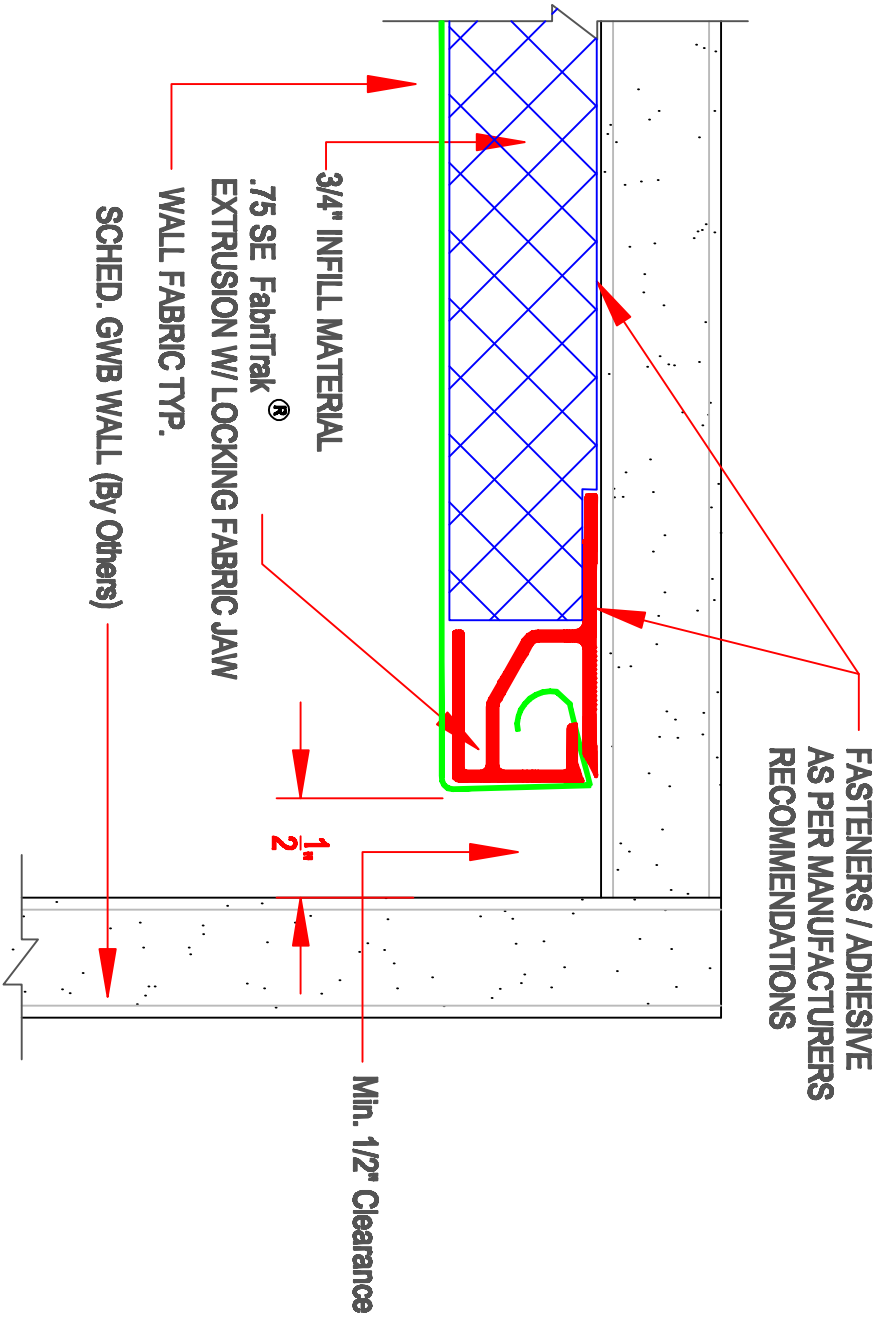 FASTENERS / ADHESIVE
AS PER MANUFACTURERS
RECOMMENDATIONS
Min. 1/2" Clearance
1"
2
3/4" INFILL MATERIAL
.75 SE FabriTrak ®
EXTRUSION W/ LOCKING FABRIC JAW
WALL FABRIC TYP.
SCHED. GWB WALL (By Others)